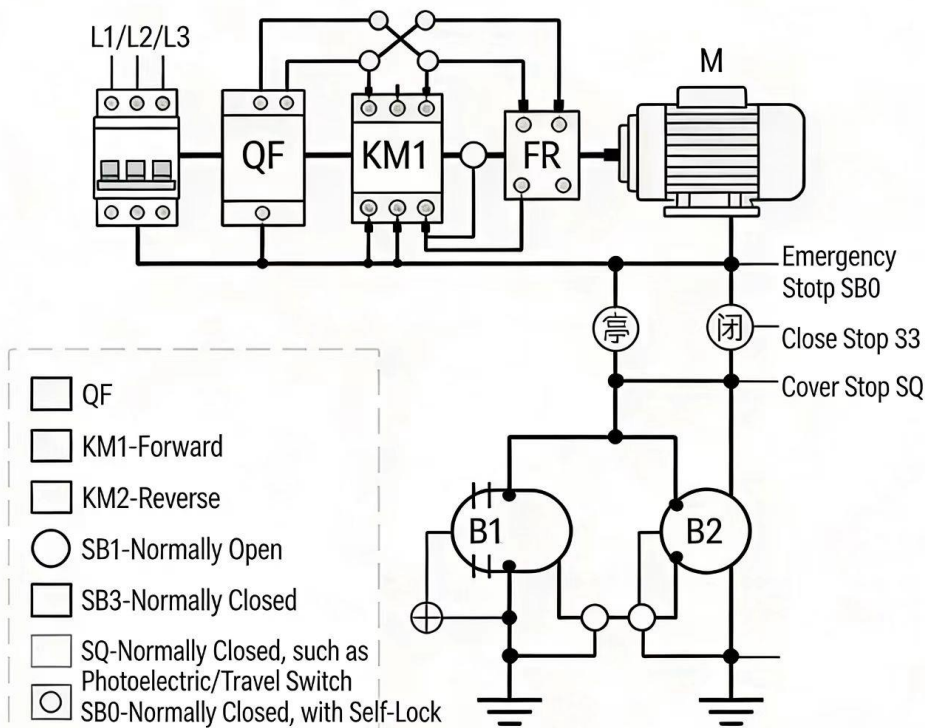 L1/L2/L3
M
QF
KM1
FR
Emergency
Stotp SB0
停
闭
Close Stop S3
Cover Stop SQ
QF
KM1-Forward
KM2-Reverse
SB1-Normally Open
SB3-Normally Closed
SQ-Normally Closed, such as
Photoelectric/Travel Switch
SB0-Normally Closed, with Self-Lock
B1
B2